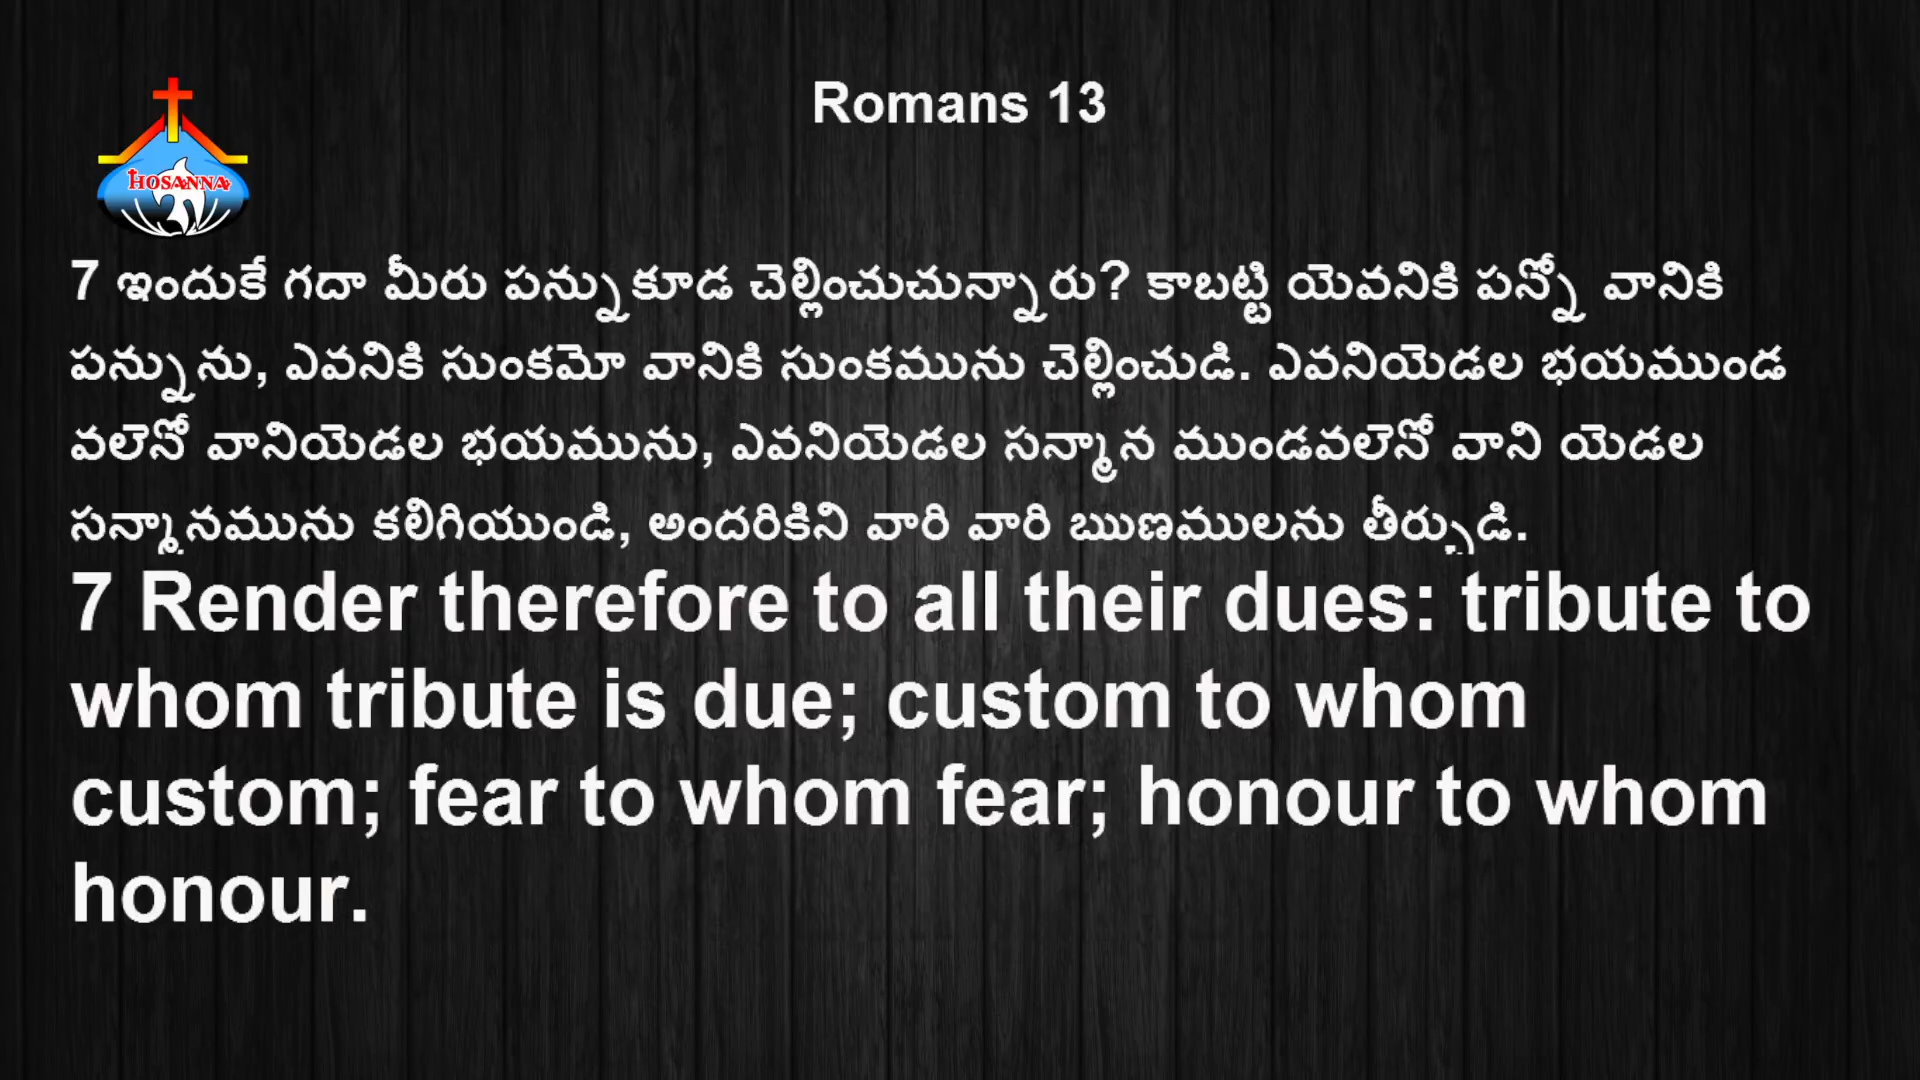 Romans 13
HOSANNA
7 ఇందుకే గదా మీరు పన్నుకూడ చెల్లించుచున్నారు? కాబట్టి యెవనికి పన్నో వానికి
పన్నును, ఎవనికి సుంకమో వానికి సుంకమును చెల్లించుడి. ఎవనియెడల భయముండ
వలెనో వానియెడల భయమును, ఎవనియెడల సన్మాన ముండవలెనో వాని యెడల
సన్మానమును కలిగియుండి, అందరికిని వారి వారి ఋణములను తీర్చుడి.
7 Render therefore to all their dues: tribute to
whom tribute is due; custom to whom
custom; fear to whom fear; honour to whom
honour.